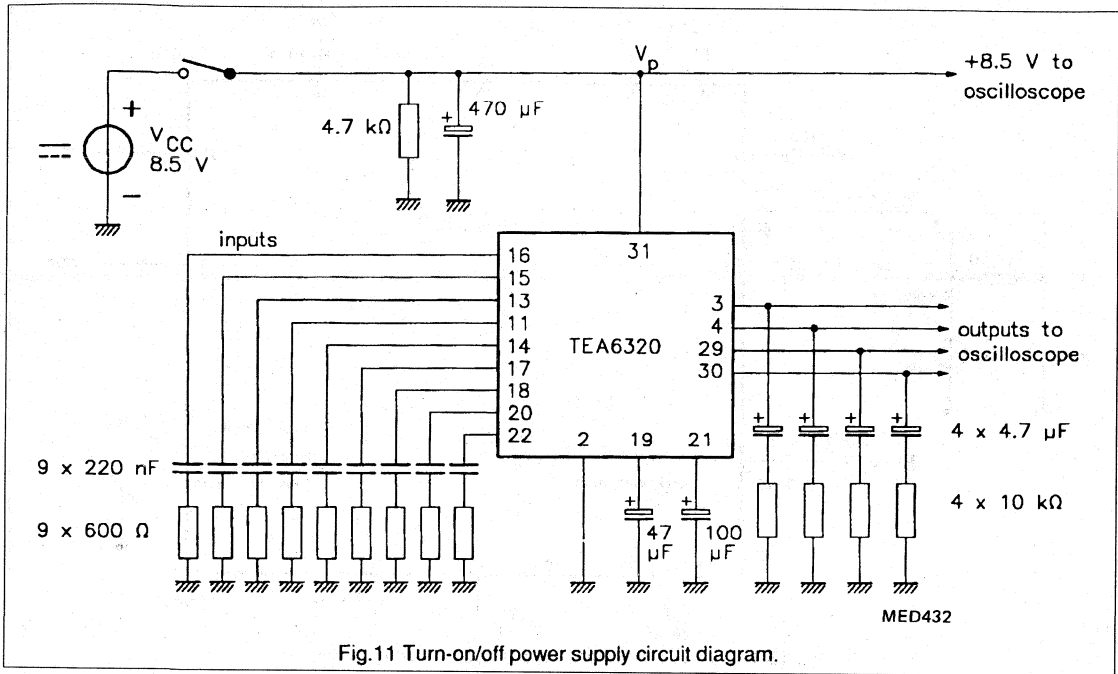 V_p
+8.5 V to
oscilloscope
+
V_CC
8.5 V
−
4.7 kΩ
+
470 μF
inputs
16
15
13
11
14
17
18
20
22
31
TEA6320
3
4
29
30
2
19
21
outputs to
oscilloscope
9 x 220 nF
9 x 600 Ω
+
47
μF
+
100
μF
+
+
+
+
4 x 4.7 μF
4 x 10 kΩ
MED432
Fig.11 Turn-on/off power supply circuit diagram.